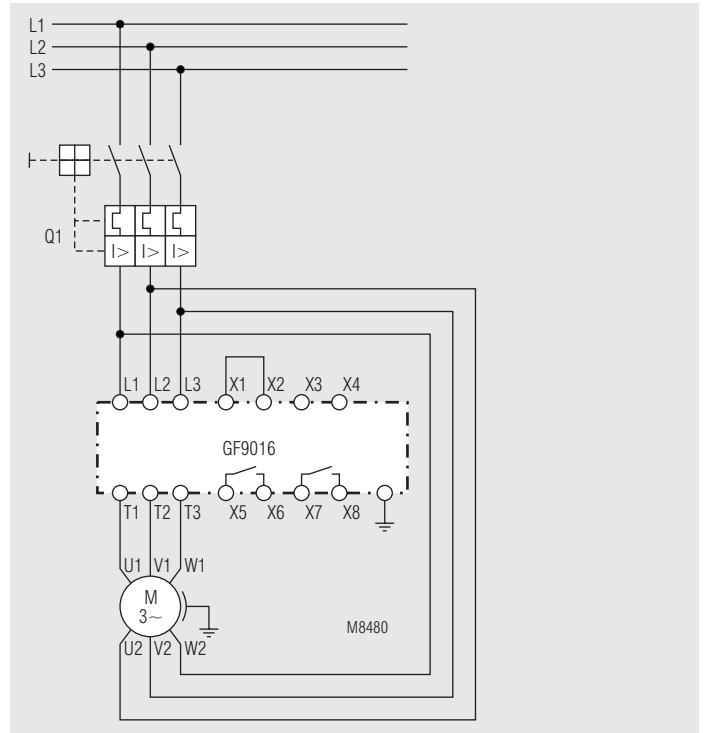 L1
L2
L3
Q1
I> I> I>
L1 L2 L3 X1 X2 X3 X4
GF9016
T1 T2 T3 X5 X6 X7 X8
U1 V1 W1
M
3~
M8480
U2 V2 W2